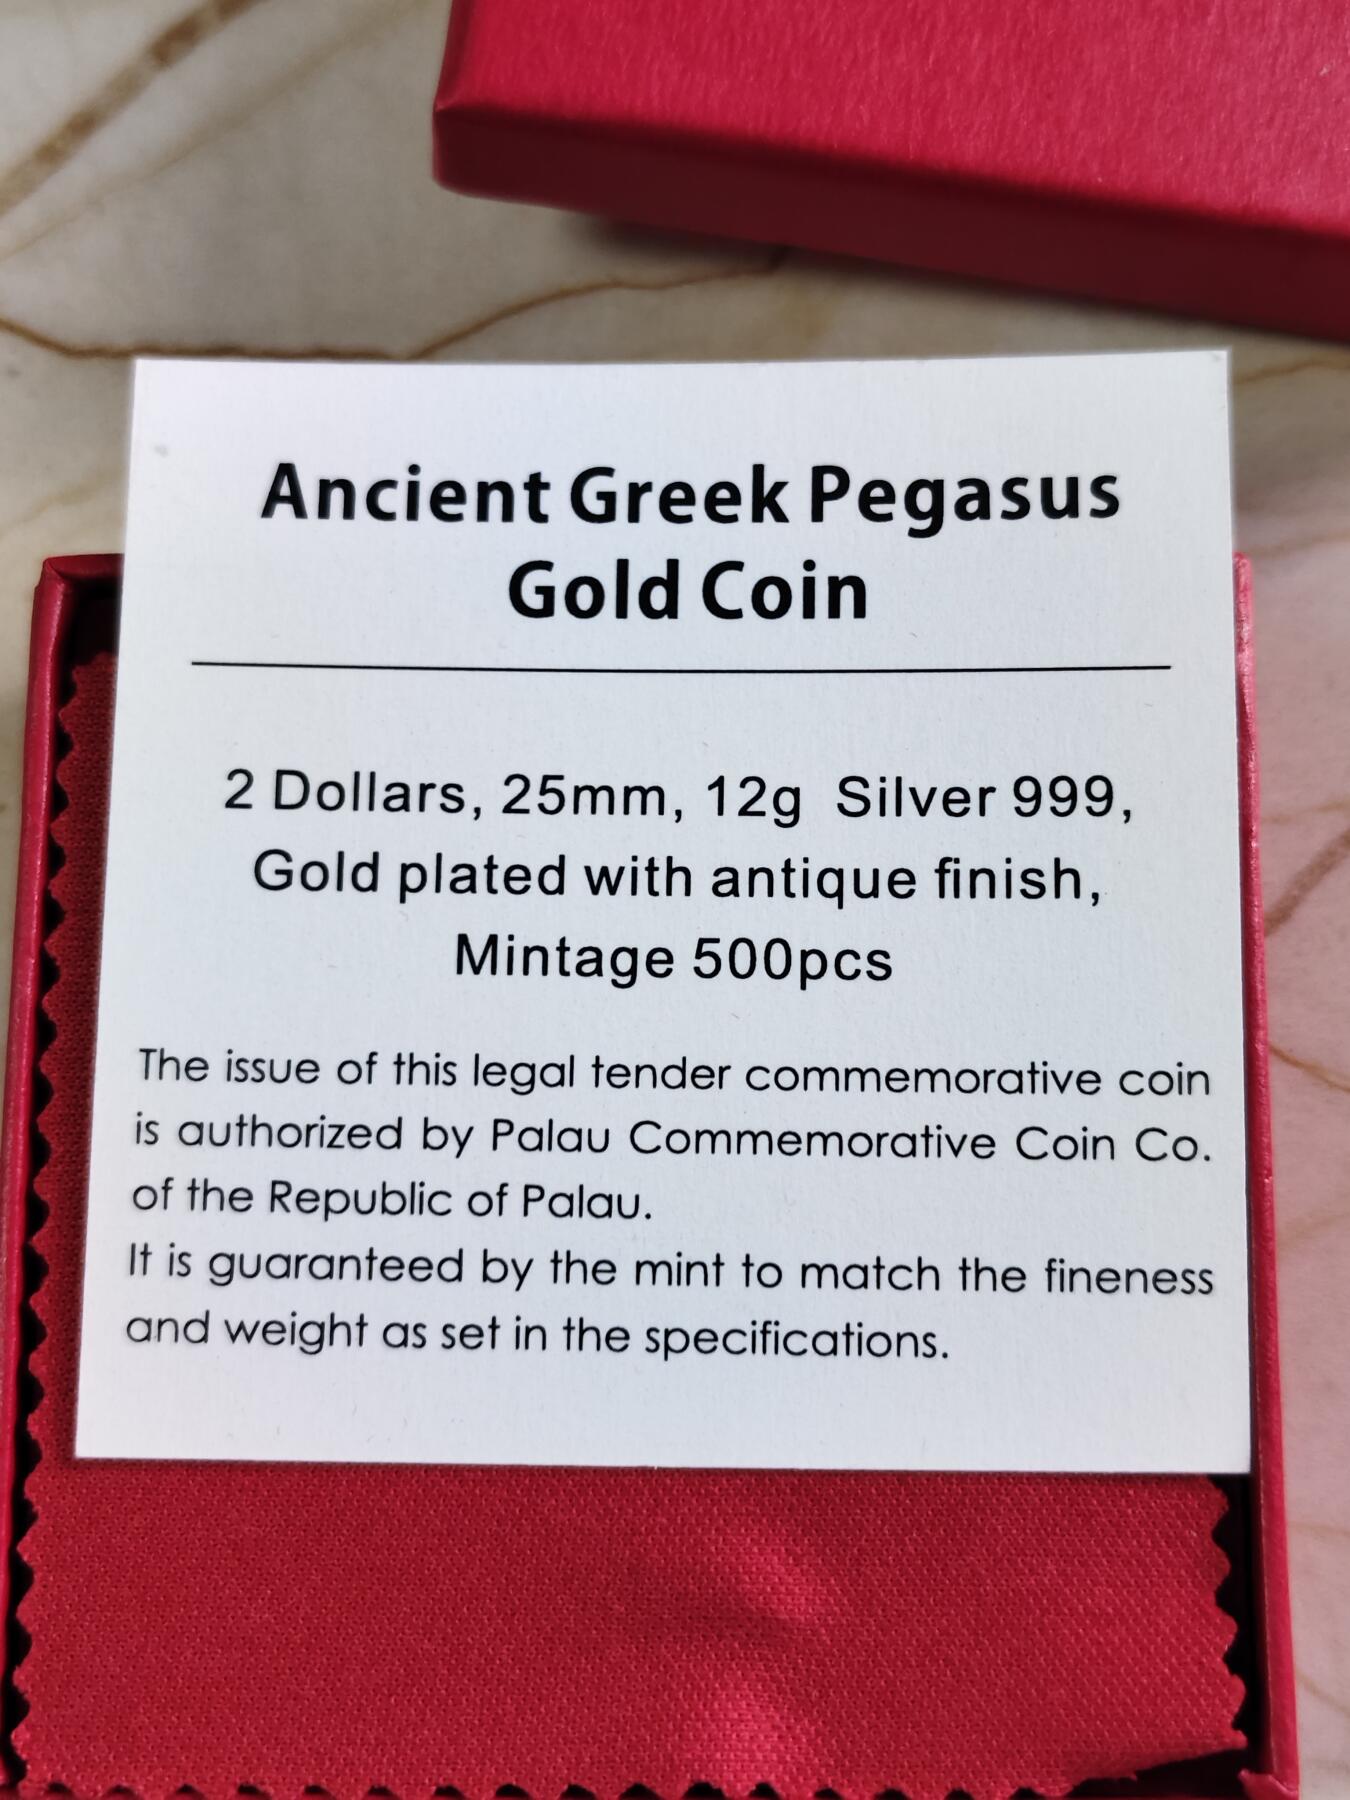 Ancient Greek Pegasus
Gold Coin
2 Dollars, 25mm, 12g Silver 999,
Gold plated with antique finish,
Mintage 500pcs
The issue of this legal tender commemorative coin
is authorized by Palau Commemorative Coin Co.
of the Republic of Palau.
It is guaranteed by the mint to match the fineness
and weight as set in the specifications.